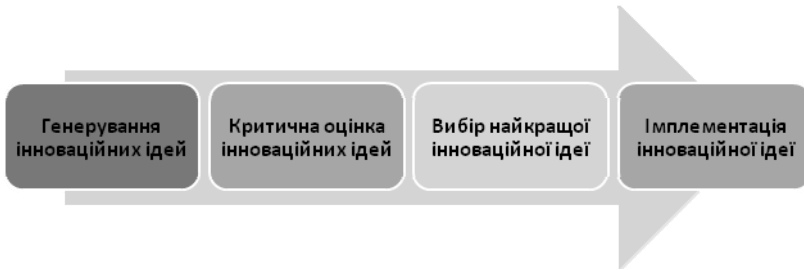 Генерування
інноваційних ідей
Критична оцінка
інноваційних ідей
Вибір найкращої
інноваційної ідеї
Імплементація
інноваційної ідеї